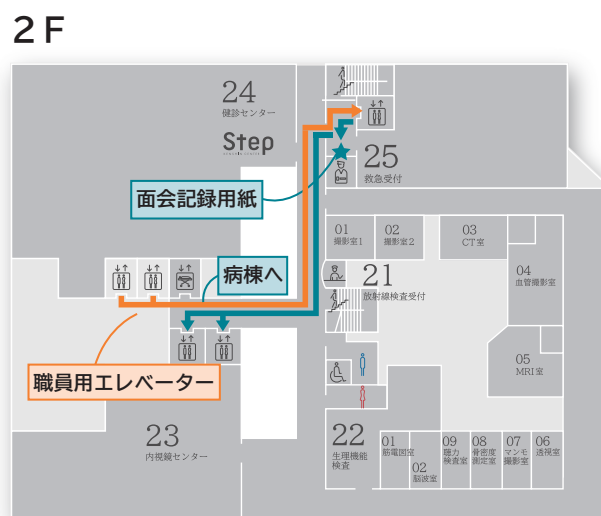 2F
24
健診センター
Step
25
救急受付
面会記録用紙
01
撮影室1
02
撮影室2
03
CT室
04
血管撮影室
病棟へ
21
放射線検査受付
05
MRI室
職員用エレベーター
23
内視鏡センター
22
生理機能
検査
01
筋電図室
02
脳波室
09
聴力
検査室
08
骨密度
測定室
07
マンモ
撮影室
06
透視室